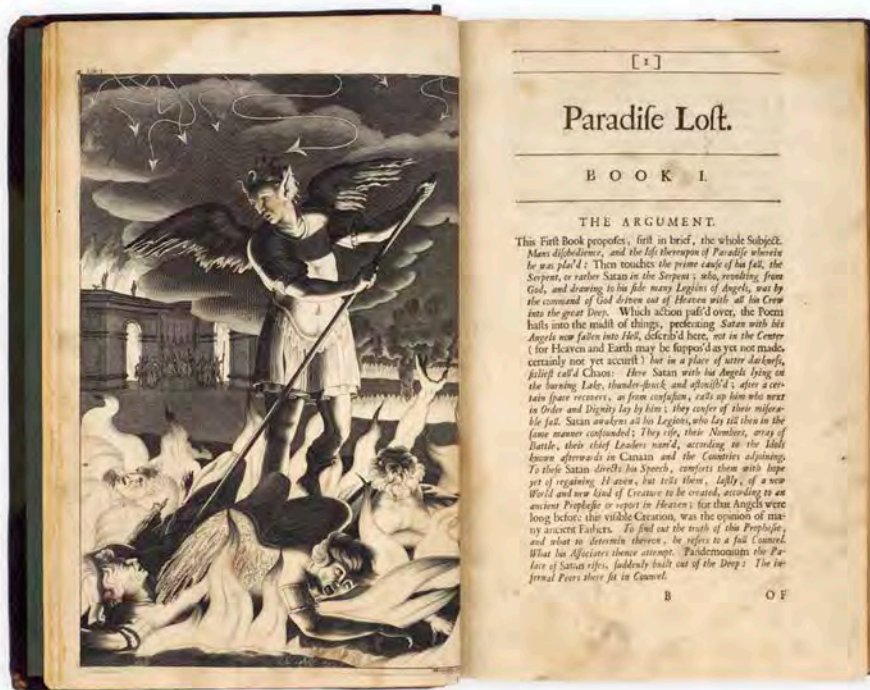 [ 1 ]
Paradiſe Loſt.
BOOK I.
THE ARGUMENT.
This Firſt Book propoſes, firſt in brief, the whole Subject.
Mans diſobedience, and the loſs thereupon of Paradiſe wherein
he was plac'd: Then touches the prime cauſe of his fall, the
Serpent, or rather Satan in the Serpent; who, revolting from
God, and drawing to his ſide many Legions of Angels, was by
the command of God driven out of Heaven with all his Crew
into the great Deep. Which action paſs'd over, the Poem
haſts into the midſt of things, preſenting Satan with his
Angels now fallen into Hell, deſcrib'd here, not in the Center
(for Heaven and Earth may be ſuppos'd as yet not made,
certainly not yet accurſt) but in a place of utter darkneſs,
fitlieſt call'd Chaos: Here Satan with his Angels lying on
the burning Lake, thunder-ſtruck and aſtoniſh'd; after a cer-
tain ſpace recovers, as from confuſion, calls up him who next
in Order and Dignity lay by him; they confer of their miſera-
ble fall. Satan awakens all his Legions, who lay till then in the
ſame manner confounded; They riſe, their Numbers, array of
Battle, their chief Leaders nam'd, according to the Idols
known afterwards in Canaan and the Countries adjoining.
To theſe Satan directs his Speech, comforts them with hope
yet of regaining Heaven, but tells them, laſtly, of a new
World and new kind of Creature to be created, according to an
ancient Propheſie or report in Heaven; for that Angels were
long before this viſible Creation, was the opinion of ma-
ny ancient Fathers. To find out the truth of this Propheſie,
and what to determin thereon, he refers to a full Councel.
What his Aſſociates thence attempt. Pandemonium the Pa-
lace of Satan riſes, ſuddenly built out of the Deep: The in-
fernal Peers there ſit in Councel.
B OF